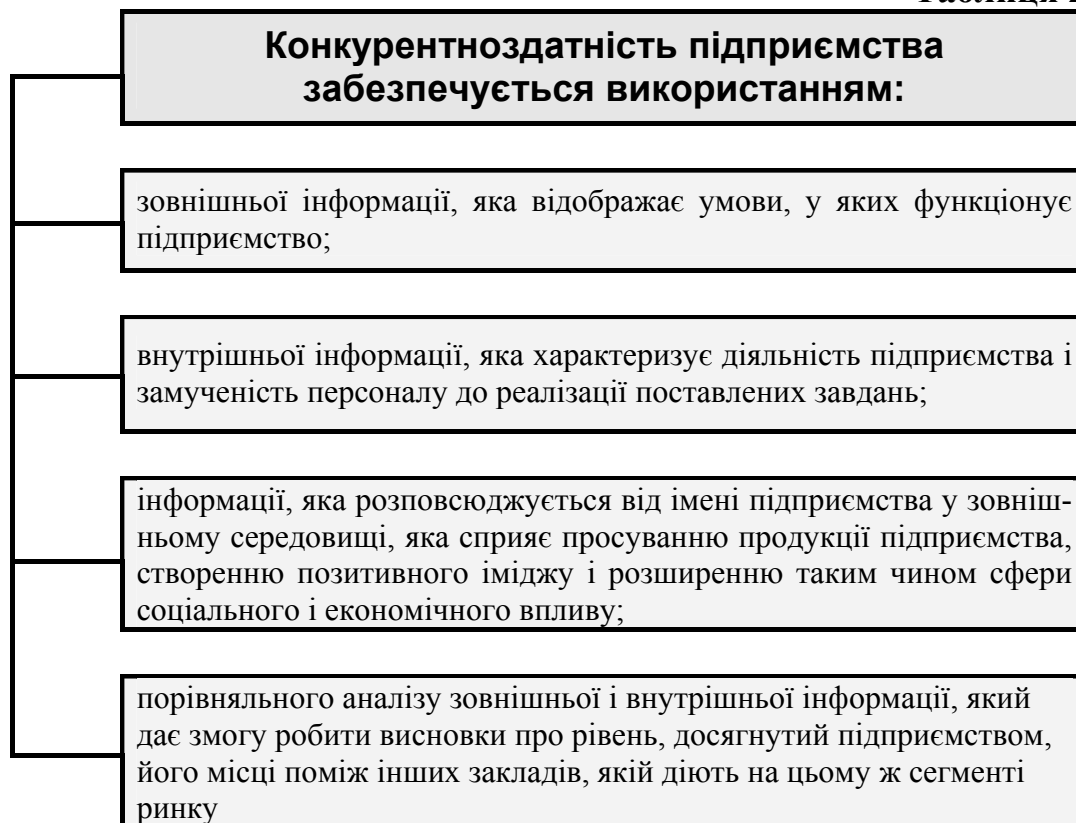 Конкурентноздатність підприємства
забезпечується використанням:
зовнішньої інформації, яка відображає умови, у яких функціонує
підприємство;
внутрішньої інформації, яка характеризує діяльність підприємства і
замученість персоналу до реалізації поставлених завдань;
інформації, яка розповсюджується від імені підприємства у зовніш-
ньому середовищі, яка сприяє просуванню продукції підприємства,
створенню позитивного іміджу і розширенню таким чином сфери
соціального і економічного впливу;
порівняльного аналізу зовнішньої і внутрішньої інформації, який
дає змогу робити висновки про рівень, досягнутий підприємством,
його місці поміж інших закладів, якій діють на цьому ж сегменті
ринку